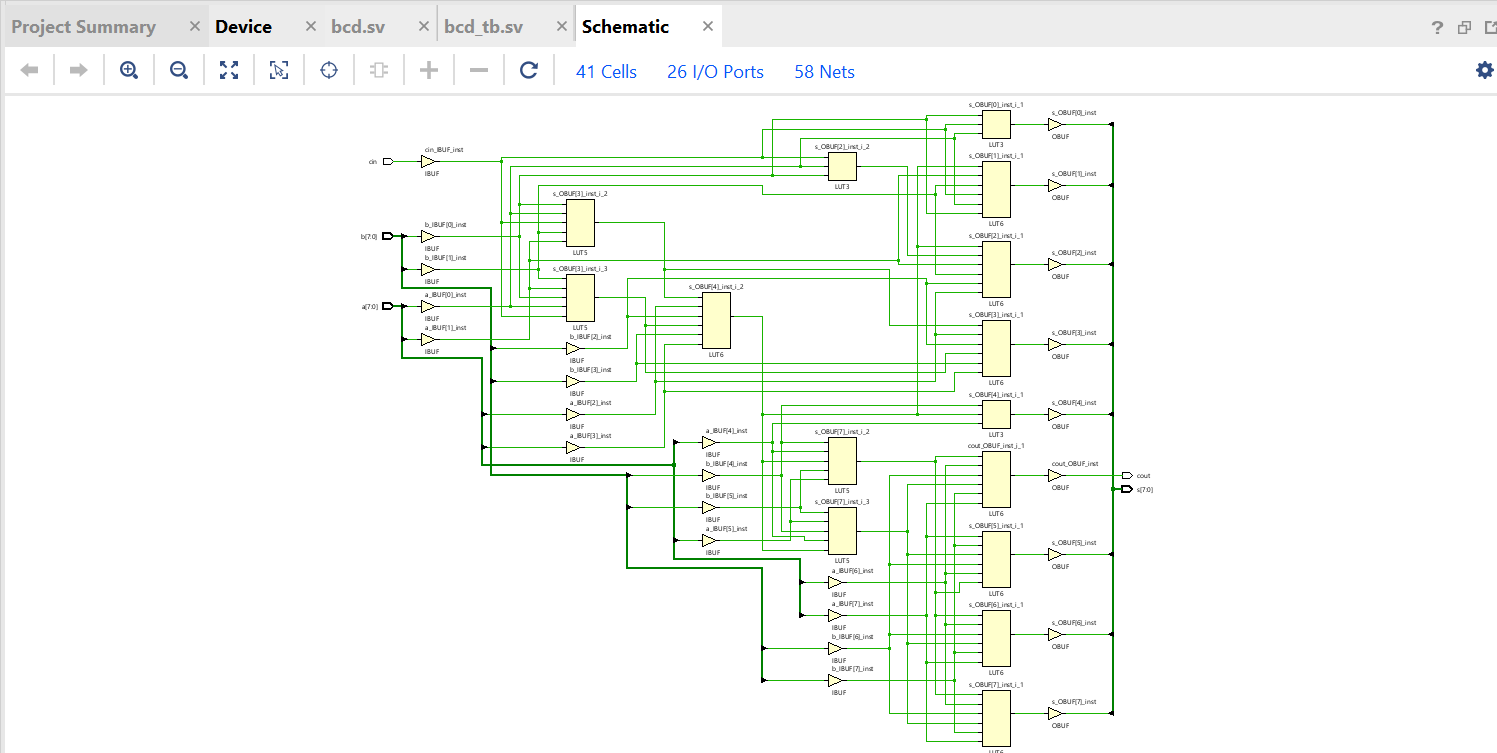 Project Summary × Device × bcd.sv × bcd_tb.sv × Schematic ×
?
41 Cells 26 I/O Ports 58 Nets
s_OBUF[0]_inst_i_1
s_OBUF[0]_inst
OBUF
LUT3
cin
cin_IBUF_inst
IBUF
s_OBUF[2]_inst_i_2
LUT3
s_OBUF[1]_inst_i_1
s_OBUF[1]_inst
OBUF
LUT6
s_OBUF[3]_inst_i_2
LUT5
b[7:0]
b_IBUF[0]_inst
IBUF
b_IBUF[1]_inst
IBUF
s_OBUF[2]_inst_i_1
s_OBUF[2]_inst
OBUF
LUT6
s_OBUF[3]_inst_i_3
LUT5
a[7:0]
a_IBUF[0]_inst
IBUF
a_IBUF[1]_inst
IBUF
s_OBUF[4]_inst_i_2
LUT6
s_OBUF[3]_inst_i_1
s_OBUF[3]_inst
OBUF
LUT6
b_IBUF[2]_inst
IBUF
b_IBUF[3]_inst
IBUF
a_IBUF[2]_inst
IBUF
a_IBUF[3]_inst
IBUF
s_OBUF[4]_inst_i_1
s_OBUF[4]_inst
OBUF
LUT3
a_IBUF[4]_inst
IBUF
b_IBUF[4]_inst
IBUF
b_IBUF[5]_inst
IBUF
a_IBUF[5]_inst
IBUF
s_OBUF[7]_inst_i_2
LUT5
s_OBUF[7]_inst_i_3
LUT5
cout_OBUF_inst_i_1
cout_OBUF_inst
OBUF
LUT6
cout
s[7:0]
s_OBUF[5]_inst_i_1
s_OBUF[5]_inst
OBUF
LUT6
a_IBUF[6]_inst
IBUF
a_IBUF[7]_inst
IBUF
b_IBUF[6]_inst
IBUF
b_IBUF[7]_inst
IBUF
s_OBUF[6]_inst_i_1
s_OBUF[6]_inst
OBUF
LUT6
s_OBUF[7]_inst_i_1
s_OBUF[7]_inst
OBUF
LUT6